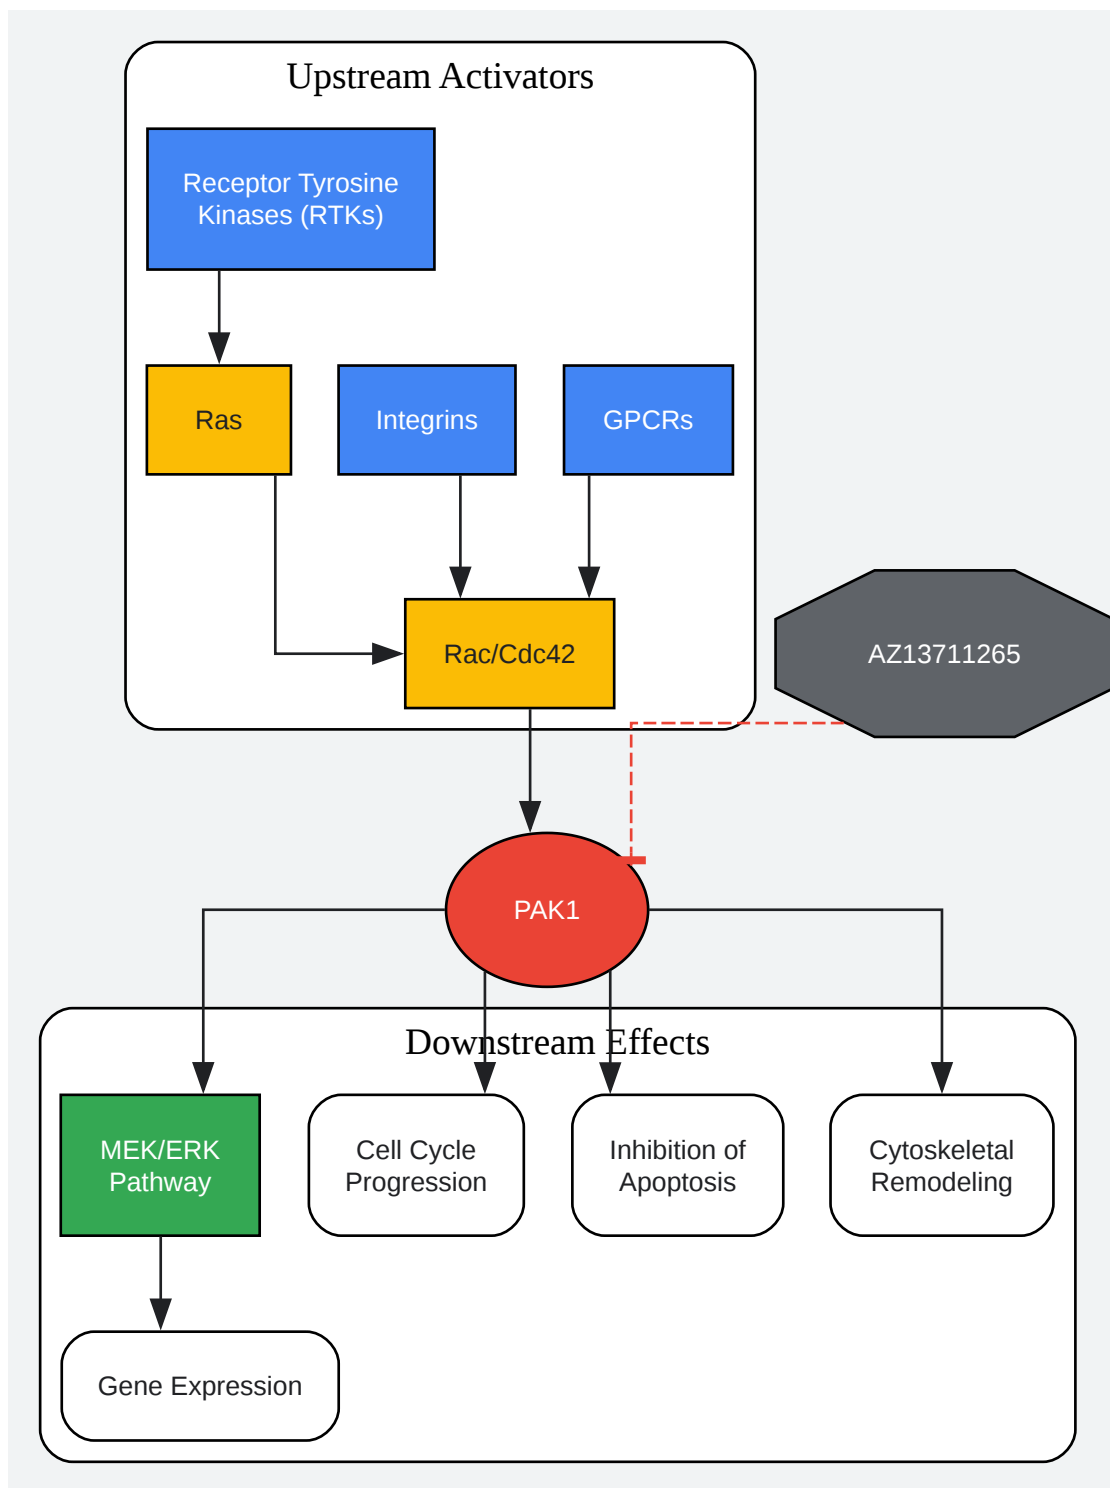 Upstream Activators
Receptor Tyrosine
Kinases (RTKs)
Ras
Integrins
GPCRs
Rac/Cdc42
AZ13711265
PAK1
Downstream Effects
MEK/ERK
Pathway
Cell Cycle
Progression
Inhibition of
Apoptosis
Cytoskeletal
Remodeling
Gene Expression